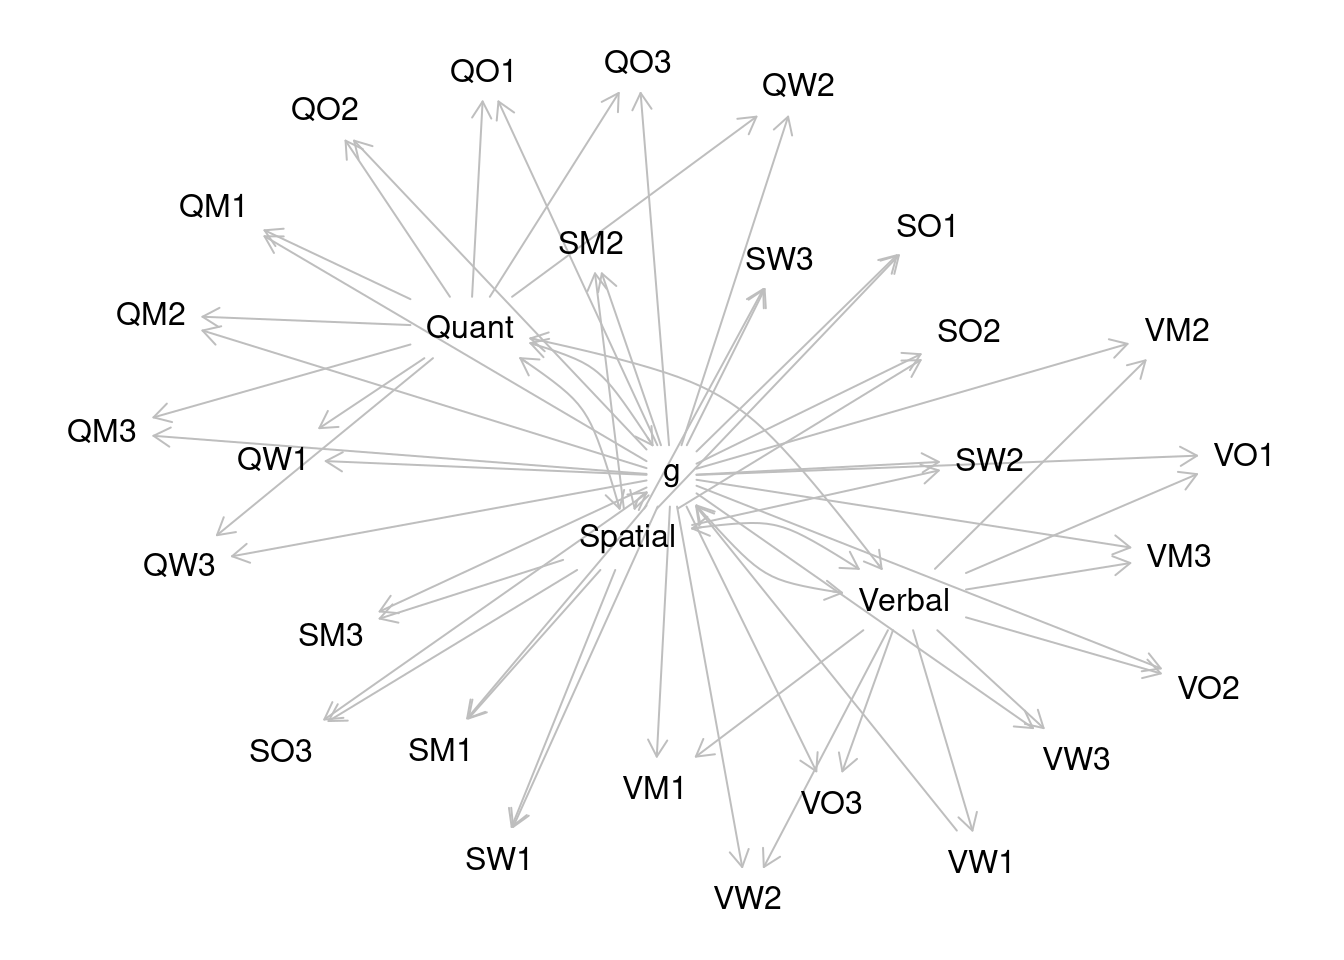 QO3
QO1
QW2
QO2
QM1
SO1
SM2
SW3
QM2
Quant
SO2
VM2
QM3
QW1
g
SW2
VO1
Spatial
VM3
QW3
Verbal
SM3
VO2
SO3
SM1
VW3
VM1
VO3
SW1
VW1
VW2